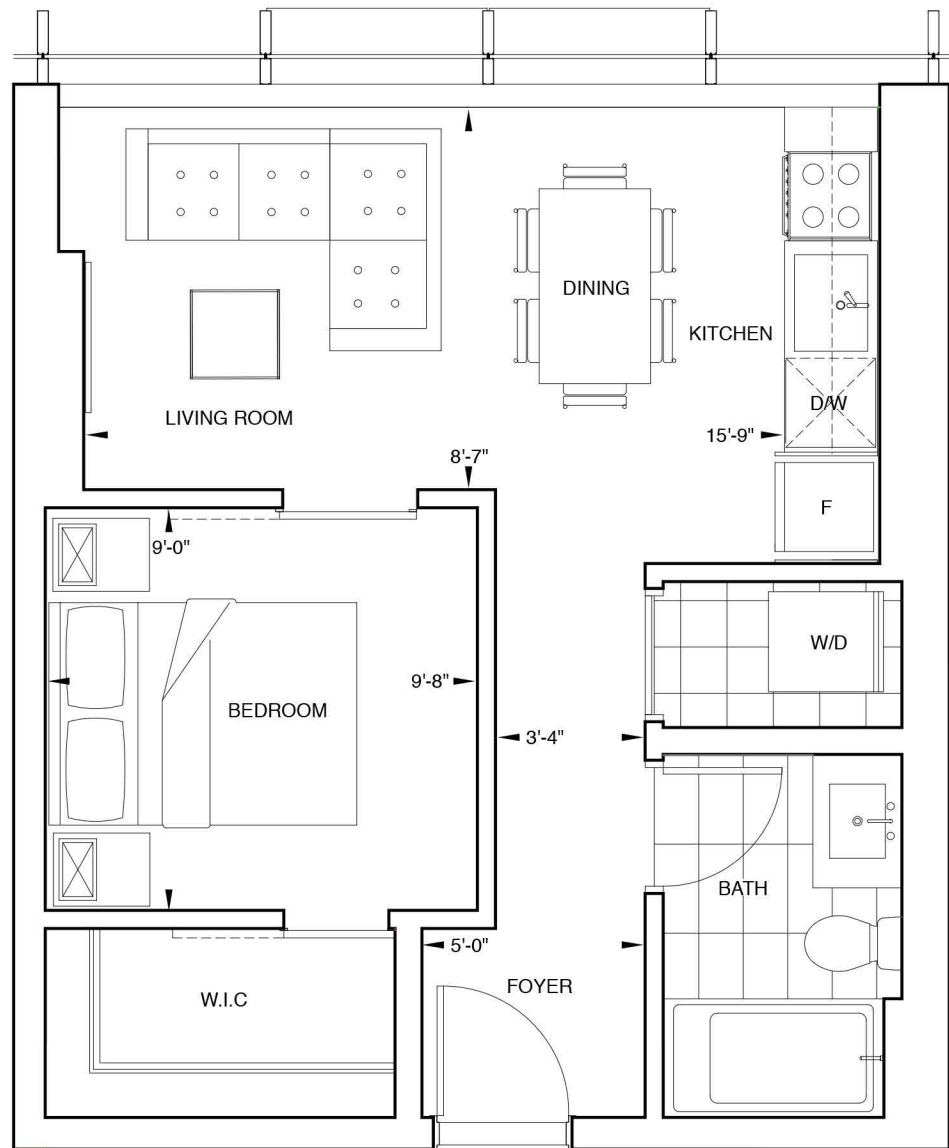 DINING
KITCHEN
D/W
LIVING ROOM
15'-9"
8'-7"
F
9'-0"
W/D
9'-8"
BEDROOM
3'-4"
BATH
5'-0"
FOYER
W.I.C